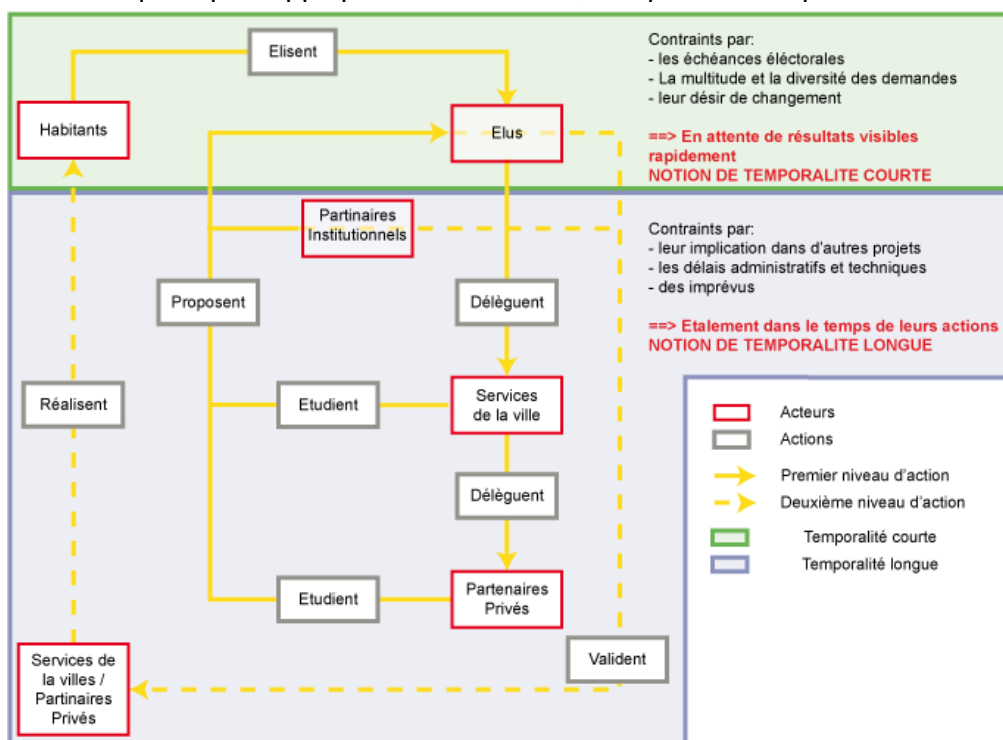 Elisent
Contraints par:
- les échéances éléctorales
- La multitude et la diversité des demandes
- leur désir de changement
Habitants
Elus
==> En attente de résultats visibles
rapidement
NOTION DE TEMPORALITE COURTE
Partinaires
Institutionnels
Contraints par:
- leur implication dans d'autres projets
- les délais administratifs et techniques
- des imprévus
Proposent
Délèguent
==> Etalement dans le temps de leurs actions
NOTION DE TEMPORALITE LONGUE
Réalisent
Etudient
Services
de la ville
Acteurs
Actions
Délèguent
Premier niveau d'action
Deuxième niveau d'action
Temporalité courte
Temporalité longue
Etudient
Partenaires
Privés
Valident
Services de
la villes /
Partinaires
Privés